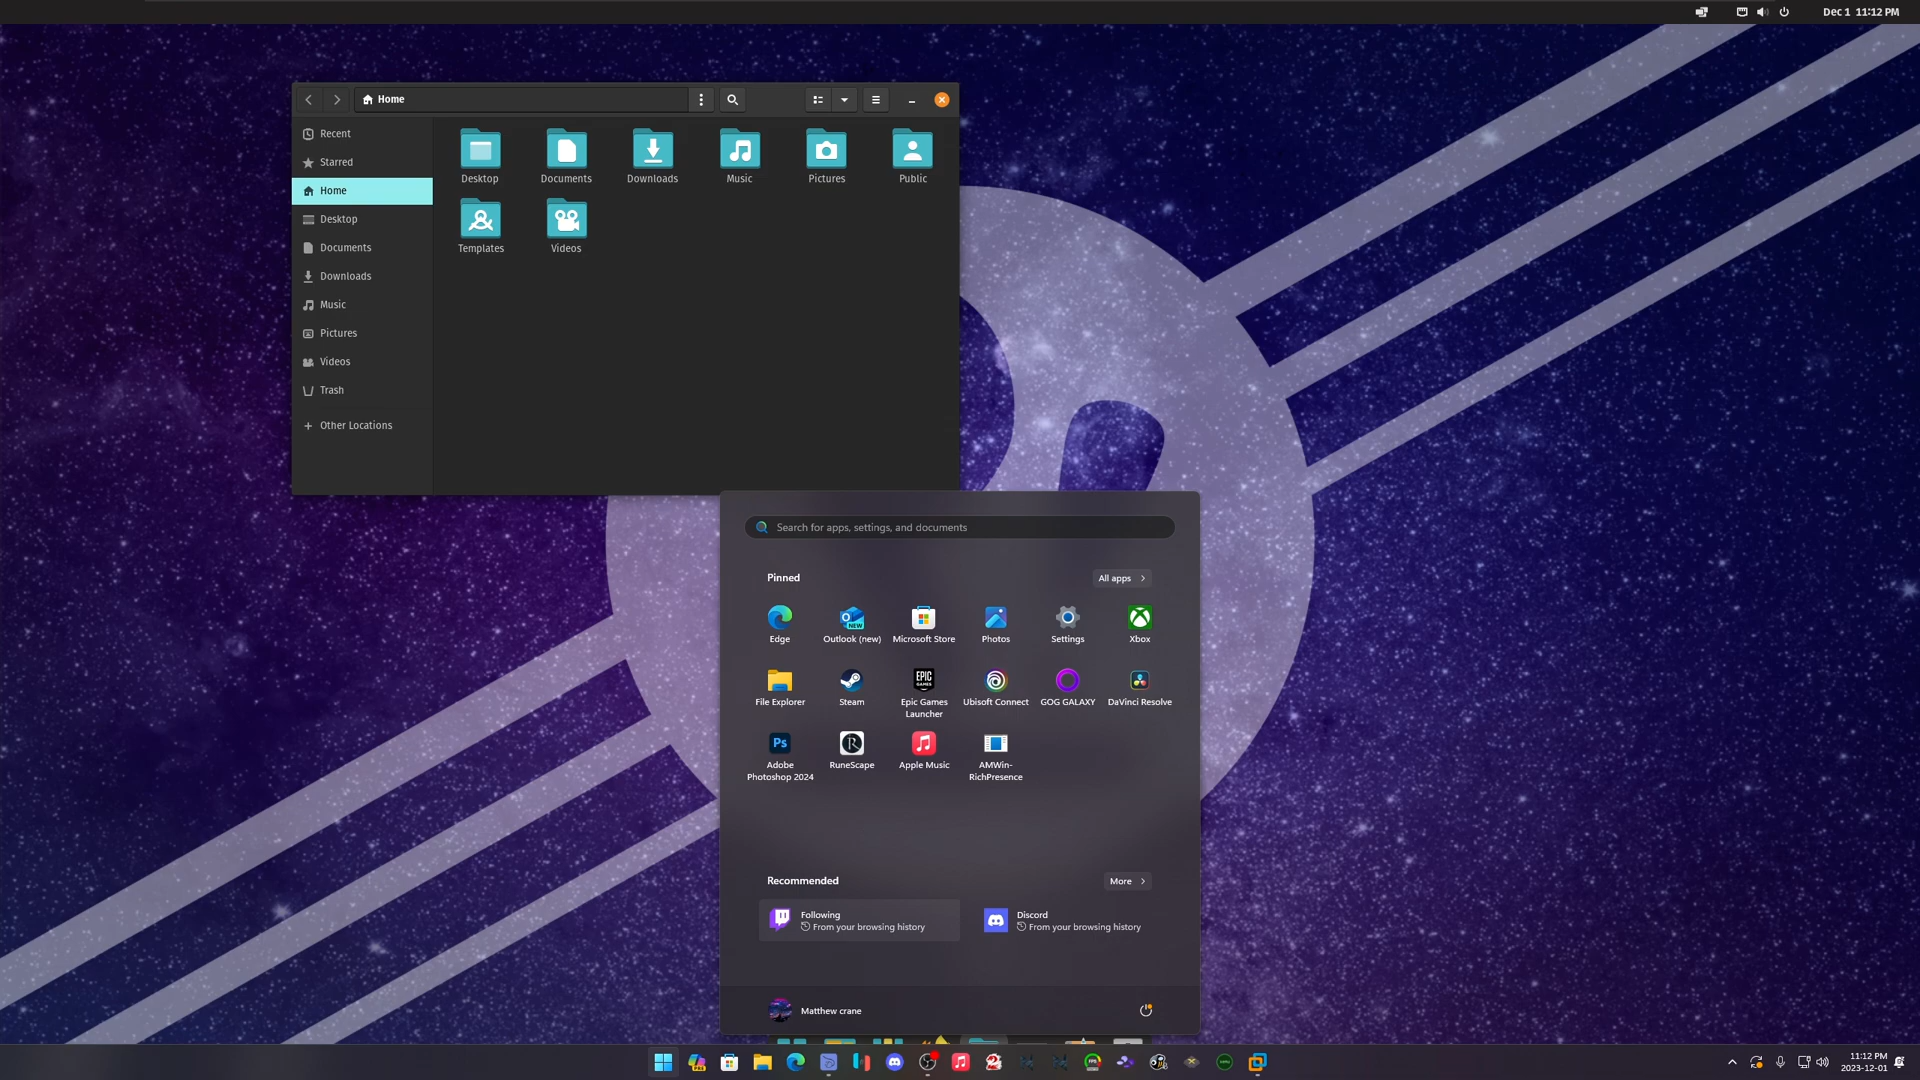 Dec 1 11:12 PM
Home
Recent
Starred
Home
Desktop
Documents
Downloads
Music
Pictures
Videos
Trash
Other Locations
Desktop
Documents
Downloads
Music
Pictures
Public
Templates
Videos
Search for apps, settings, and documents
Pinned
All apps
Edge
Outlook (new)
Microsoft Store
Photos
Settings
Xbox
File Explorer
Steam
Epic Games
Launcher
Ubisoft Connect
GOG GALAXY
DaVinci Resolve
Adobe
Photoshop 2024
RuneScape
Apple Music
AMWin-
RichPresence
Recommended
More
Following
From your browsing history
Discord
From your browsing history
Matthew crane
11:12 PM
2023-12-01